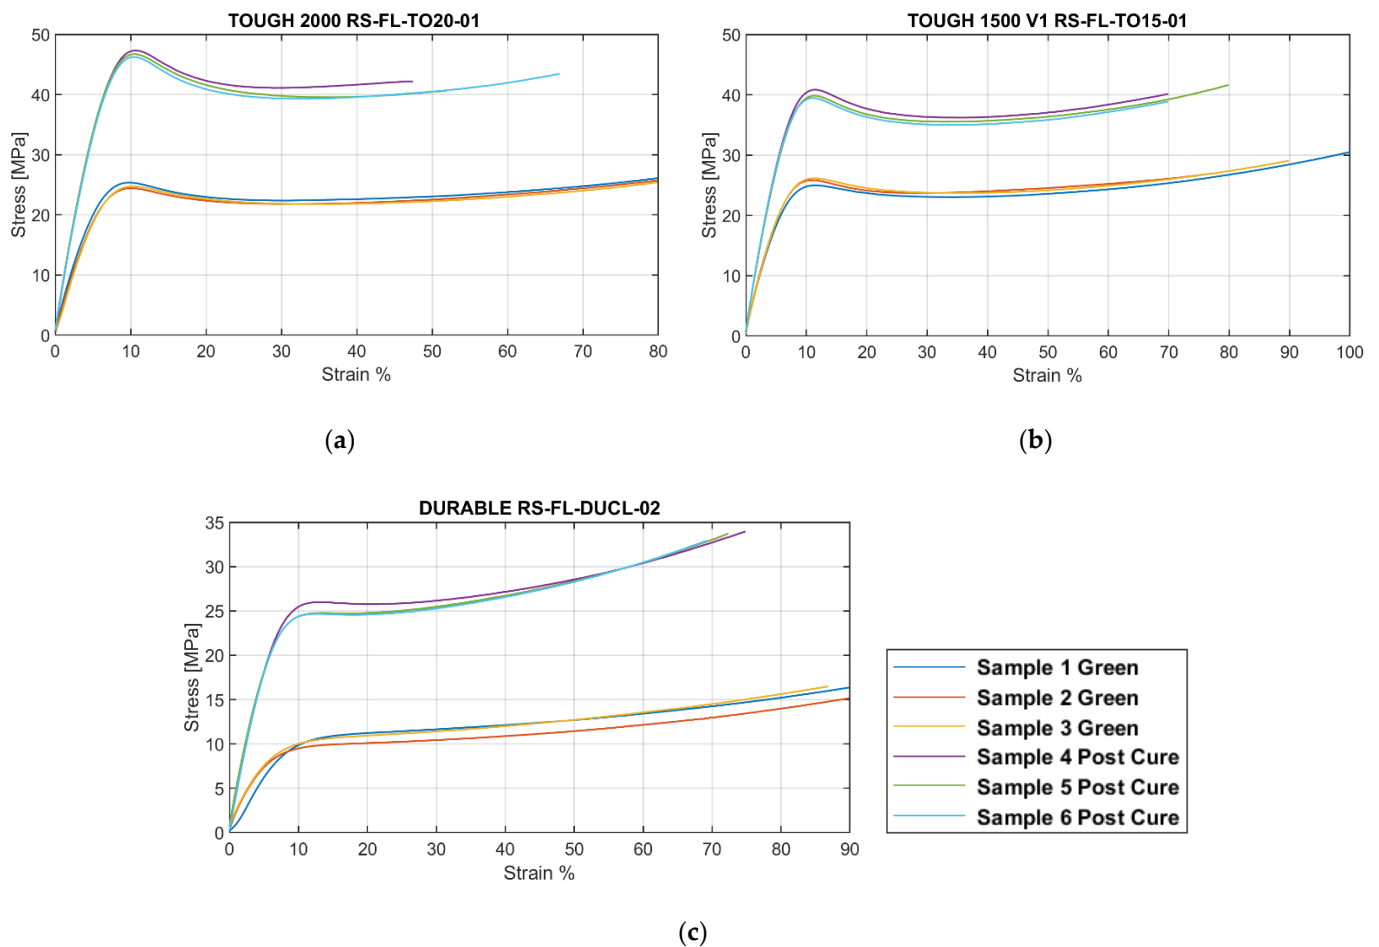 TOUGH 2000 RS-FL-TO20-01
50
40
30
20
10
0
Stress [MPa]
0 10 20 30 40 50 60 70 80
Strain %
(a)
TOUGH 1500 V1 RS-FL-TO15-01
50
40
30
20
10
0
Stress [MPa]
0 10 20 30 40 50 60 70 80 90 100
Strain %
(b)
DURABLE RS-FL-DUCL-02
35
30
25
20
15
10
5
0
Stress [MPa]
0 10 20 30 40 50 60 70 80 90
Strain %
Sample 1 Green
Sample 2 Green
Sample 3 Green
Sample 4 Post Cure
Sample 5 Post Cure
Sample 6 Post Cure
(c)